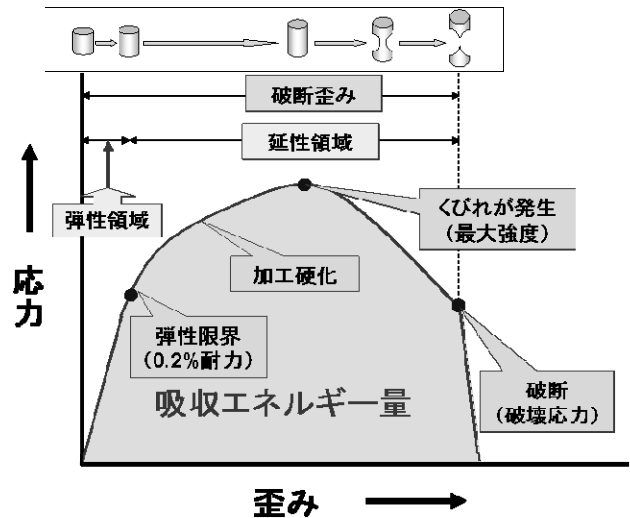 破断歪み
延性領域
弾性領域
くびれが発生
（最大強度）
加工硬化
応力
弾性限界
（0.2%耐力）
吸収エネルギー量
破断
（破壊応力）
歪み